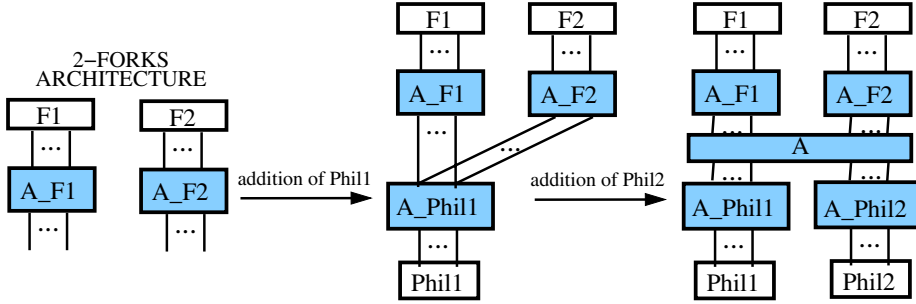 2−FORKS
ARCHITECTURE
F1
F2
...
...
A_F1
A_F2
...
...
addition of Phil1
F1
F2
...
...
A_F1
A_F2
...
...
A_Phil1
...
Phil1
addition of Phil2
F1
F2
...
...
A_F1
A_F2
...
...
A
...
...
A_Phil1
A_Phil2
...
...
Phil1
Phil2